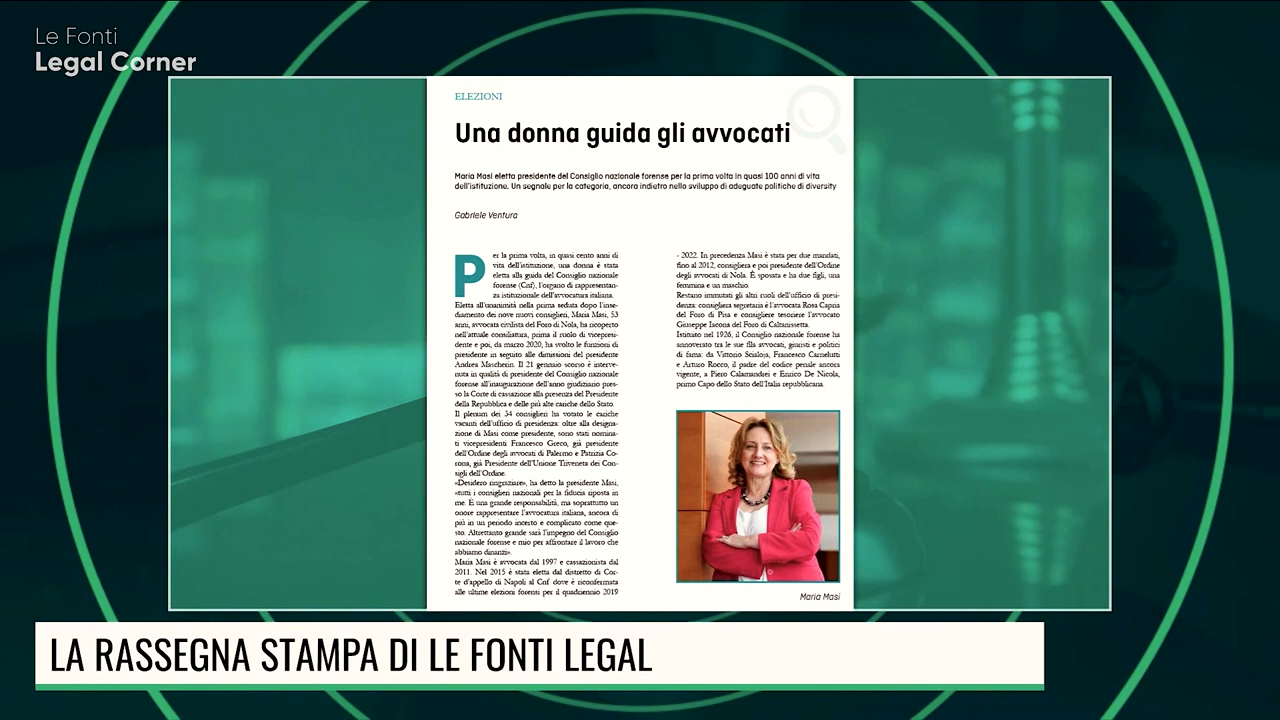 Le Fonti
Legal Corner
ELEZIONI
Una donna guida gli avvocati
Maria Masi eletta presidente del Consiglio nazionale forense per la prima volta in quasi 100 anni di vita
dell'istituzione. Un segnale per la categoria, ancora indietro nello sviluppo di adeguate politiche di diversity
Gabriele Ventura
Per la prima volta, in quasi cento anni di
vita dell'istituzione, una donna è stata
eletta alla guida del Consiglio nazionale
forense (Cnf), l'organo di rappresentan-
za istituzionale dell'avvocatura italiana.
Eletta all'unanimità nella prima seduta dopo l'inse-
diamento dei nove nuovi consiglieri, Maria Masi, 53
anni, avvocata civilista del Foro di Nola, ha ricoperto
nell'attuale consiliatura, prima il ruolo di vicepresi-
dente e poi, da marzo 2020, ha svolto le funzioni di
presidente in seguito alle dimissioni del presidente
Andrea Mascherin. Il 21 gennaio scorso è interve-
nuta in qualità di presidente del Consiglio nazionale
forense all'inaugurazione dell'anno giudiziario pres-
so la Corte di cassazione alla presenza del Presidente
della Repubblica e delle più alte cariche dello Stato.
Il plenum dei 34 consiglieri ha votato le cariche
vacanti dell'ufficio di presidenza: oltre alla designa-
zione di Masi come presidente, sono stati nomina-
ti vicepresidenti Francesco Greco, già presidente
dell'Ordine degli avvocati di Palermo e Patrizia Co-
rona, già Presidente dell'Unione Triveneta dei Con-
sigli dell'Ordine.
«Desidero ringraziare», ha detto la presidente Masi,
«tutti i consiglieri nazionali per la fiducia riposta in
me. È una grande responsabilità, ma soprattutto un
onore rappresentare l'avvocatura italiana, ancora di
più in un periodo incerto e complicato come que-
sto. Altrettanto grande sarà l'impegno del Consiglio
nazionale forense e mio per affrontare il lavoro che
abbiamo dinanzi».
Maria Masi è avvocata dal 1997 e cassazionista dal
2011. Nel 2015 è stata eletta dal distretto di Cor-
te d'appello di Napoli al Cnf dove è riconfermata
alle ultime elezioni forensi per il quadriennio 2019
- 2022. In precedenza Masi è stata per due mandati,
fino al 2012, consigliera e poi presidente dell'Ordine
degli avvocati di Nola. È sposata e ha due figli, una
femmina e un maschio.
Restano immutati gli altri ruoli dell'ufficio di presi-
denza: consigliera segretaria è l'avvocata Rosa Capria
del Foro di Pisa e consigliere tesoriere l'avvocato
Giuseppe Iacona del Foro di Caltanissetta.
Istituito nel 1926, il Consiglio nazionale forense ha
annoverato tra le sue fila avvocati, giuristi e politici
di fama: da Vittorio Scialoja, Francesco Carnelutti
e Arturo Rocco, il padre del codice penale ancora
vigente, a Piero Calamandrei e Enrico De Nicola,
primo Capo dello Stato dell'Italia repubblicana.
Maria Masi
LA RASSEGNA STAMPA DI LE FONTI LEGAL